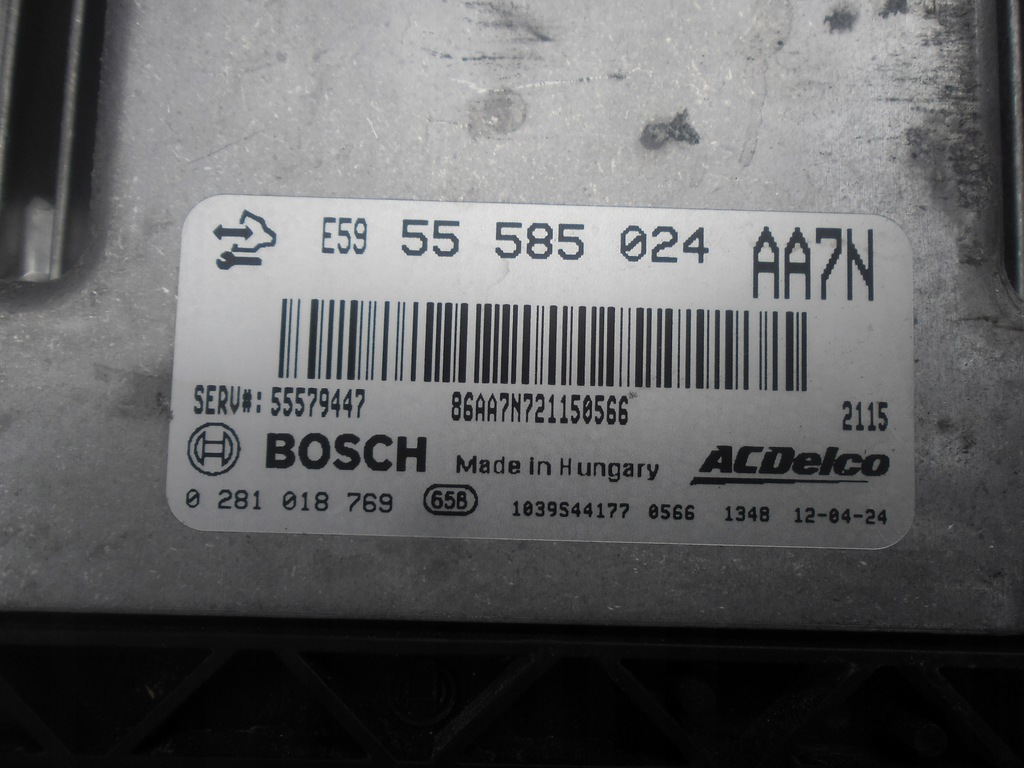 E59 55 585 024 AA7N
SERV#: 55579447 86AA7N721150566 2115
BOSCH Made in Hungary ACDelco
0 281 018 769 65B 1039S44177 0566 1348 12-04-24